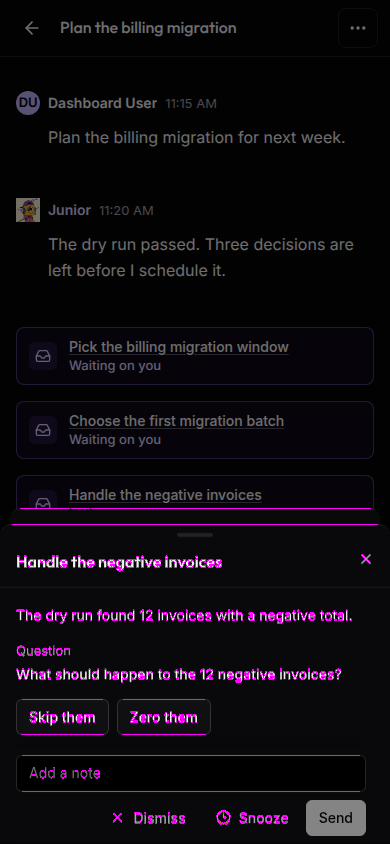 Plan the billing migration
DU Dashboard User 11:15 AM
Plan the billing migration for next week.
Junior 11:20 AM
The dry run passed. Three decisions are
left before I schedule it.
Pick the billing migration window
Waiting on you
Choose the first migration batch
Waiting on you
Handle the negative invoices
Handle the negative invoices
The dry run found 12 invoices with a negative total.
Question
What should happen to the 12 negative invoices?
Skip them Zero them
Add a note
Dismiss Snooze Send